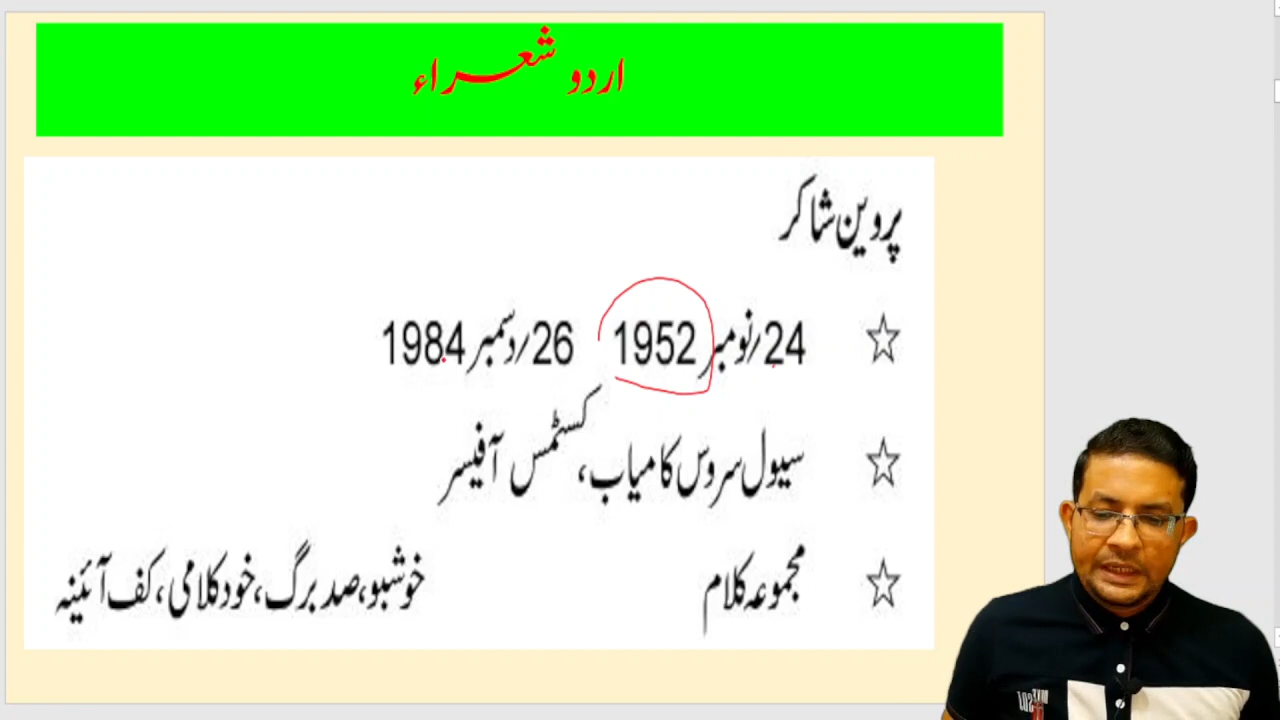 اردو شعراء
پروین شاکر
☆ 24/نومبر 1952 26/دسمبر 1984
☆ سیول سروس کامیاب، کسٹمس آفیسر
☆ مجموعہ کلام خوشبو، صد برگ، خود کلامی، کف آئینہ